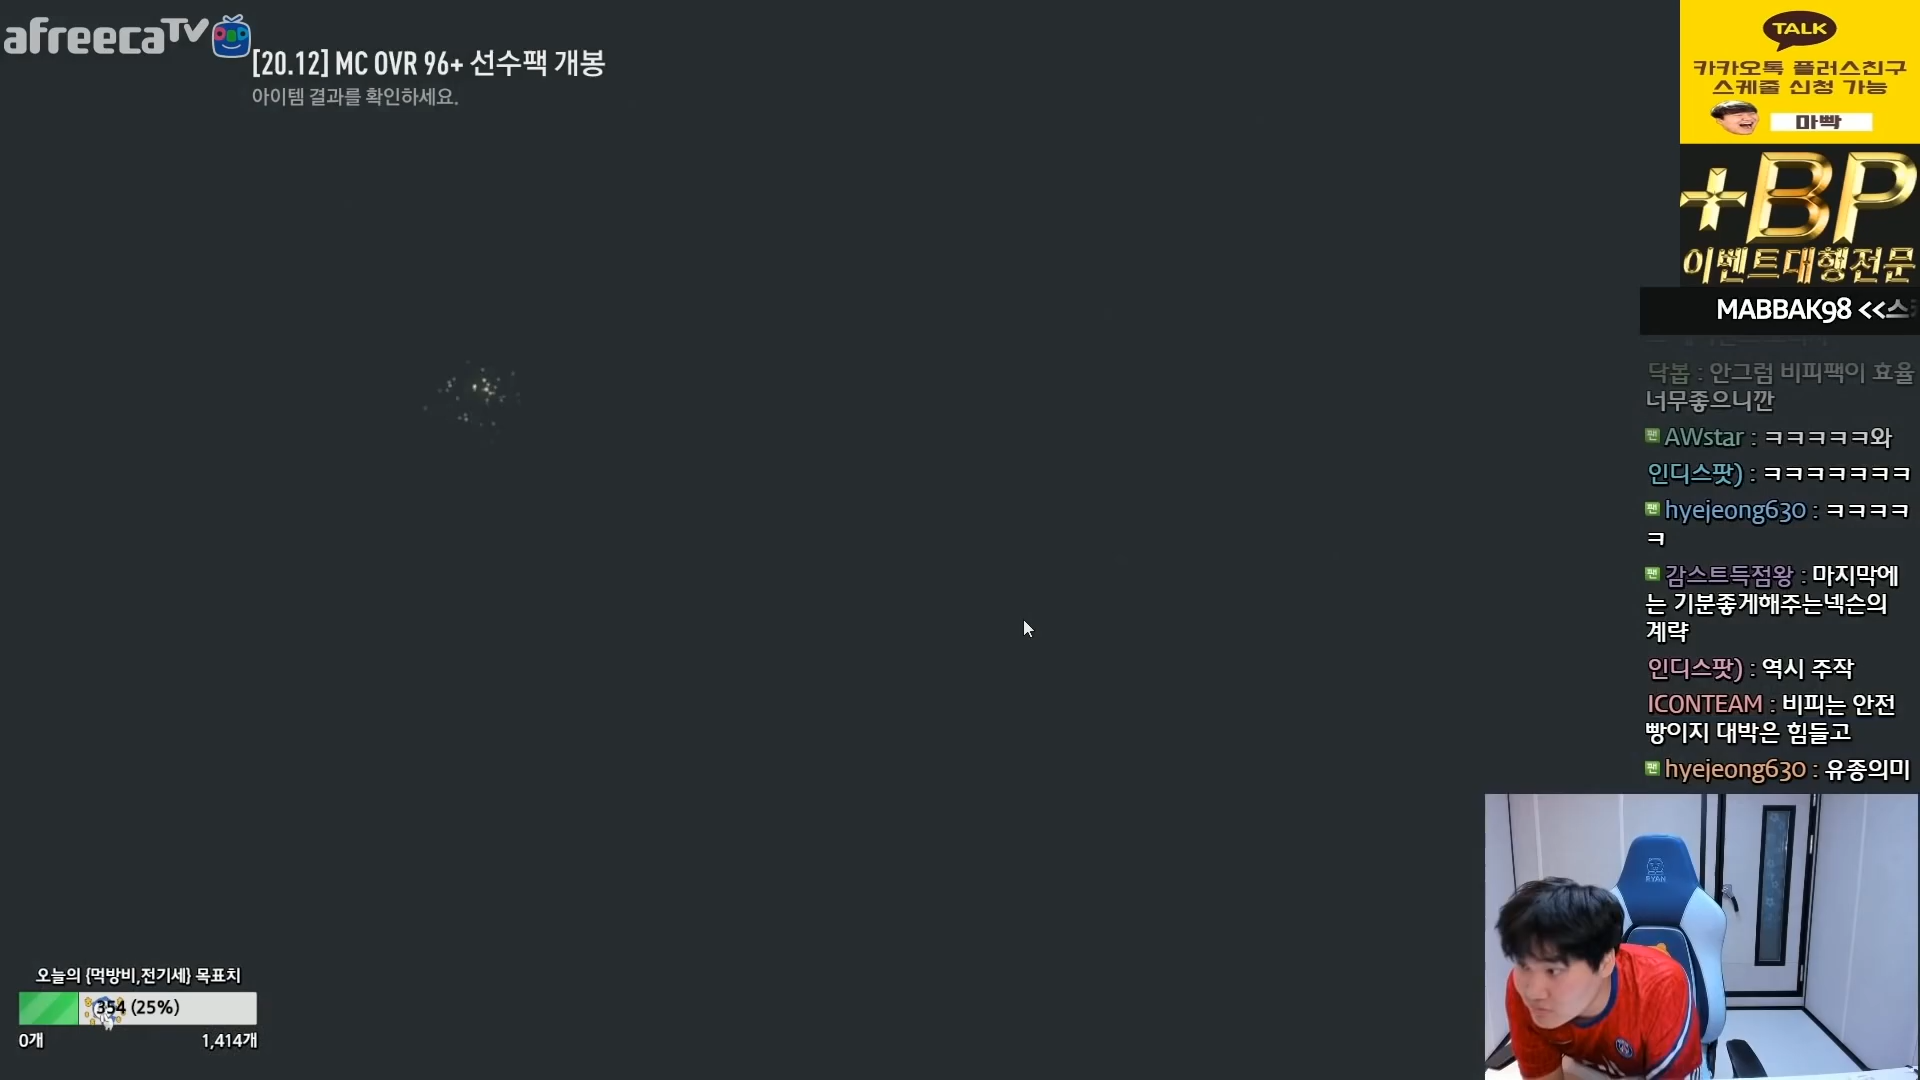 afreecaTV
[20.12] MC OVR 96+ 선수팩 개봉
아이템 결과를 확인하세요.
TALK
카카오톡 플러스친구
스케줄 신청 가능
마빡
+BP
이벤트대행전문
MABBAK98 <<스
닥봅 : 안그럼 비피팩이 효율
너무좋으니깐
팬 AWstar : ㅋㅋㅋㅋㅋ와
인디스팟) : ㅋㅋㅋㅋㅋㅋㅋ
팬 hyejeong630 : ㅋㅋㅋㅋ
ㅋ
팬 감스트득점왕 : 마지막에
는 기분좋게해주는넥슨의
계략
인디스팟) : 역시 주작
ICONTEAM : 비피는 안전
빵이지 대박은 힘들고
팬 hyejeong630 : 유종의미
RYAN
오늘의 {먹방비,전기세} 목표치
354 (25%)
0개
1,414개